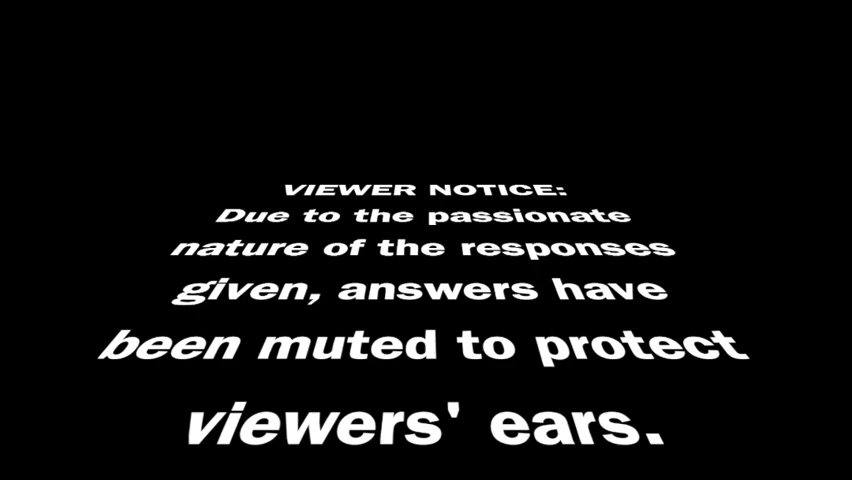 VIEWER NOTICE:
Due to the passionate
nature of the responses
given, answers have
been muted to protect
viewers' ears.